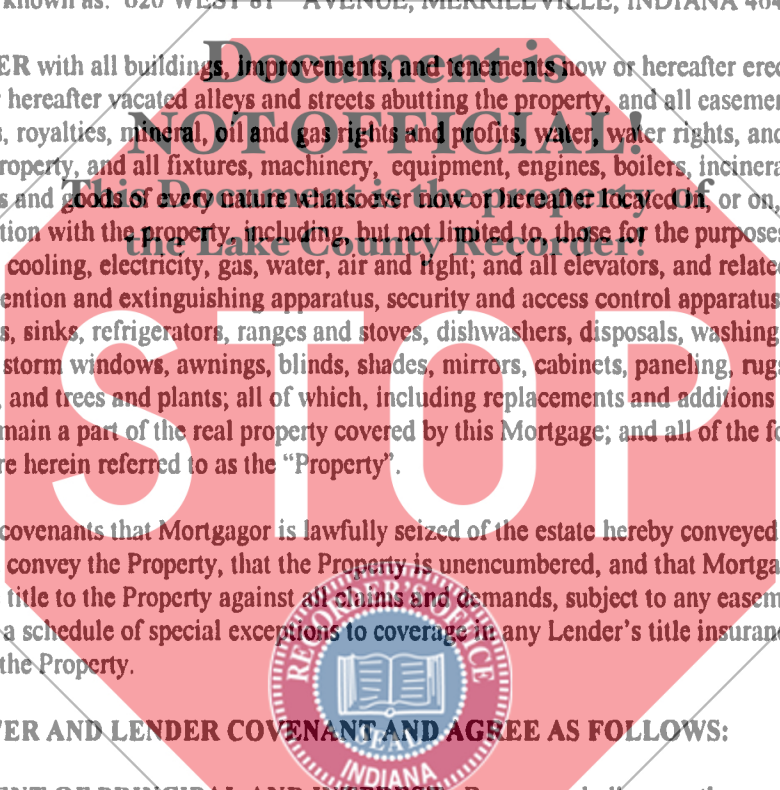 known as: 620 WEST 81 AVENUE, MERRILLVILLE, INDIANA 464
Document is
ER with all buildings, improvements, and tenements now or hereafter erec
hereafter vacated alleys and streets abutting the property, and all easemen
NOT OFFICIAL!
, royalties, mineral, oil and gas rights and profits, water, water rights, and
roperty, and all fixtures, machinery, equipment, engines, boilers, incinera
This Document is the property of
s and goods of every nature whatsoever now or hereafter located in, or on,
tion with the property, including, but not limited to, those for the purposes
the Lake County Recorder!
cooling, electricity, gas, water, air and light; and all elevators, and relate
ention and extinguishing apparatus, security and access control apparatus
s, sinks, refrigerators, ranges and stoves, dishwashers, disposals, washing
storm windows, awnings, blinds, shades, mirrors, cabinets, paneling, rugs
, and trees and plants; all of which, including replacements and additions
main a part of the real property covered by this Mortgage; and all of the fo
re herein referred to as the “Property”.
STOP
covenants that Mortgagor is lawfully seized of the estate hereby conveyed
convey the Property, that the Property is unencumbered, and that Mortga
title to the Property against all claims and demands, subject to any easem
a schedule of special exceptions to coverage in any Lender’s title insuran
the Property.
RECORDER'S OFFICE
SEAL
INDIANA
ER AND LENDER COVENANT AND AGREE AS FOLLOWS: